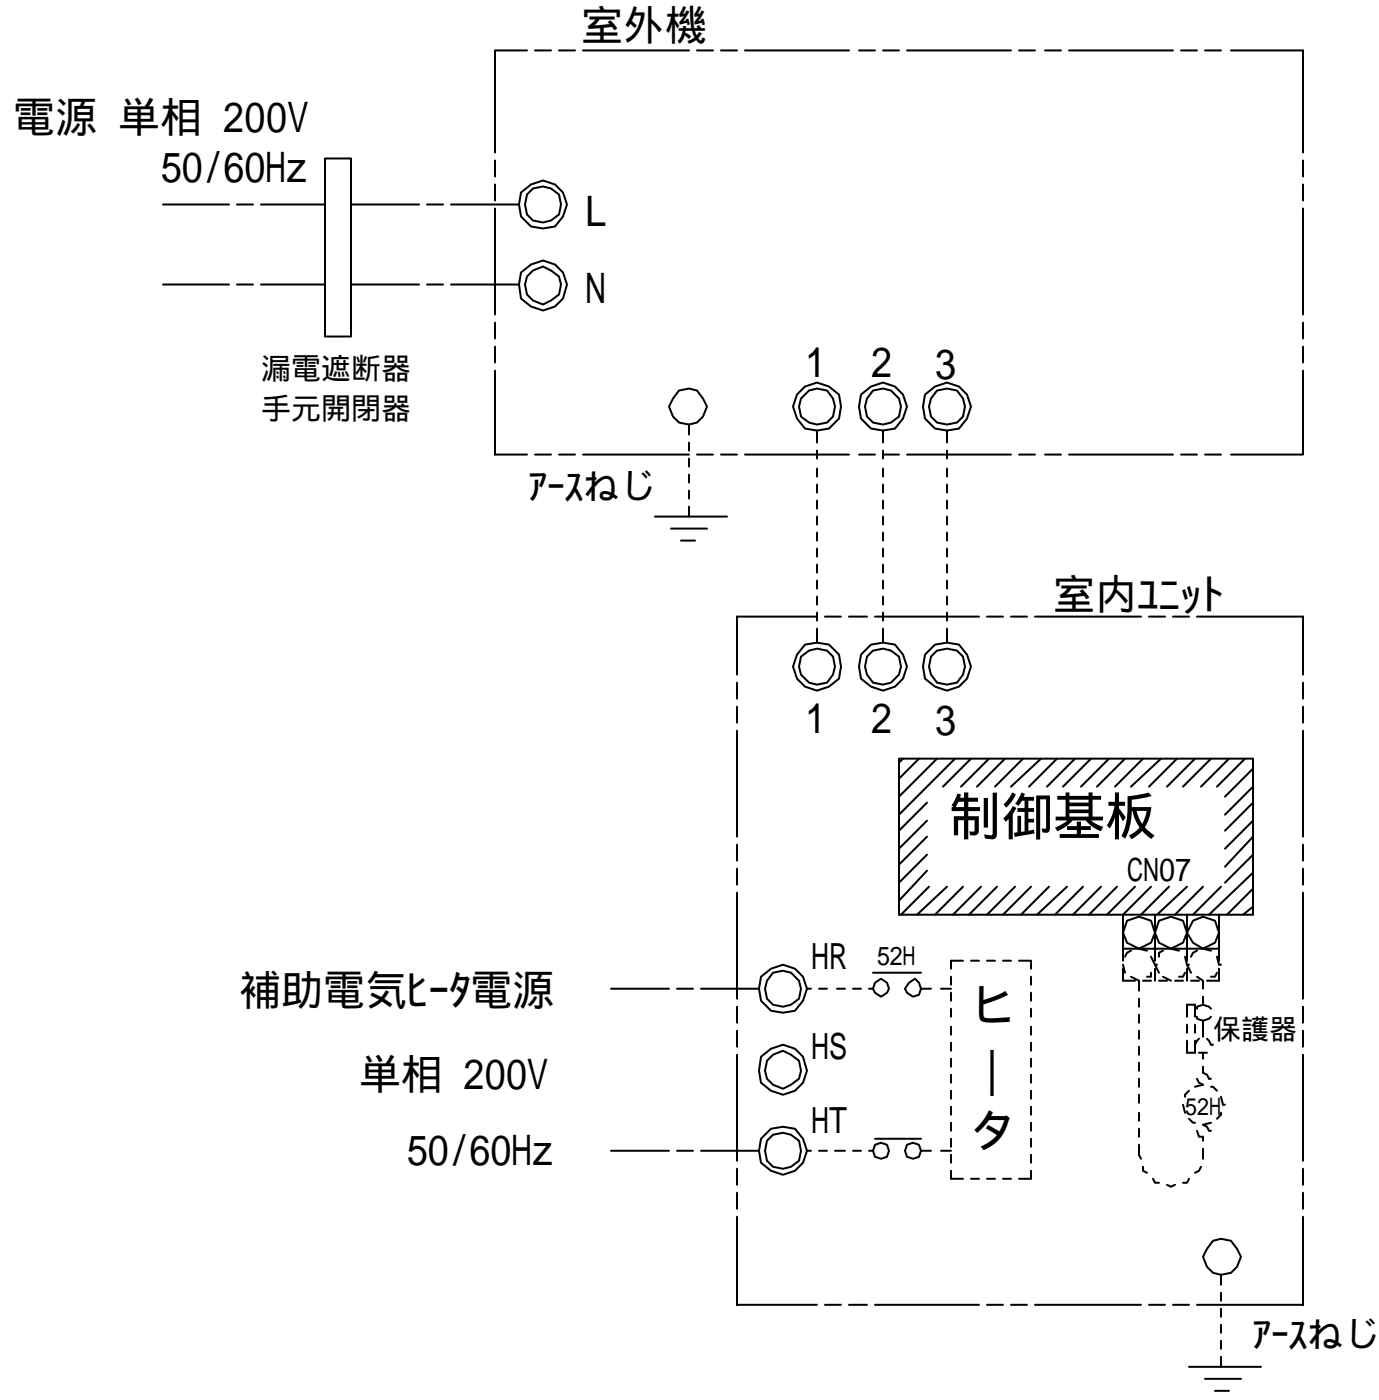 室外機
電源 単相 200V
50/60Hz
L
N
漏電遮断器
手元開閉器
1 2 3
ｱｰｽねじ
室内ﾕﾆｯﾄ
1 2 3
制御基板
CN07
HR
52H
補助電気ﾋｰﾀ電源
ヒータ
保護器
HS
単相 200V
52H
HT
50/60Hz
ｱｰｽねじ